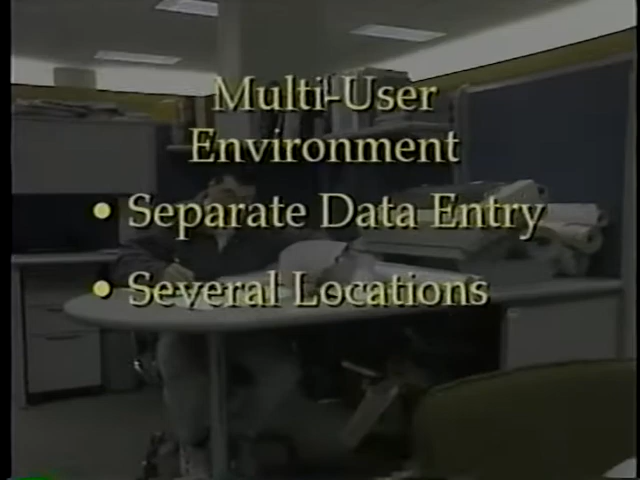 Multi-User
Environment
• Separate Data Entry
• Several Locations